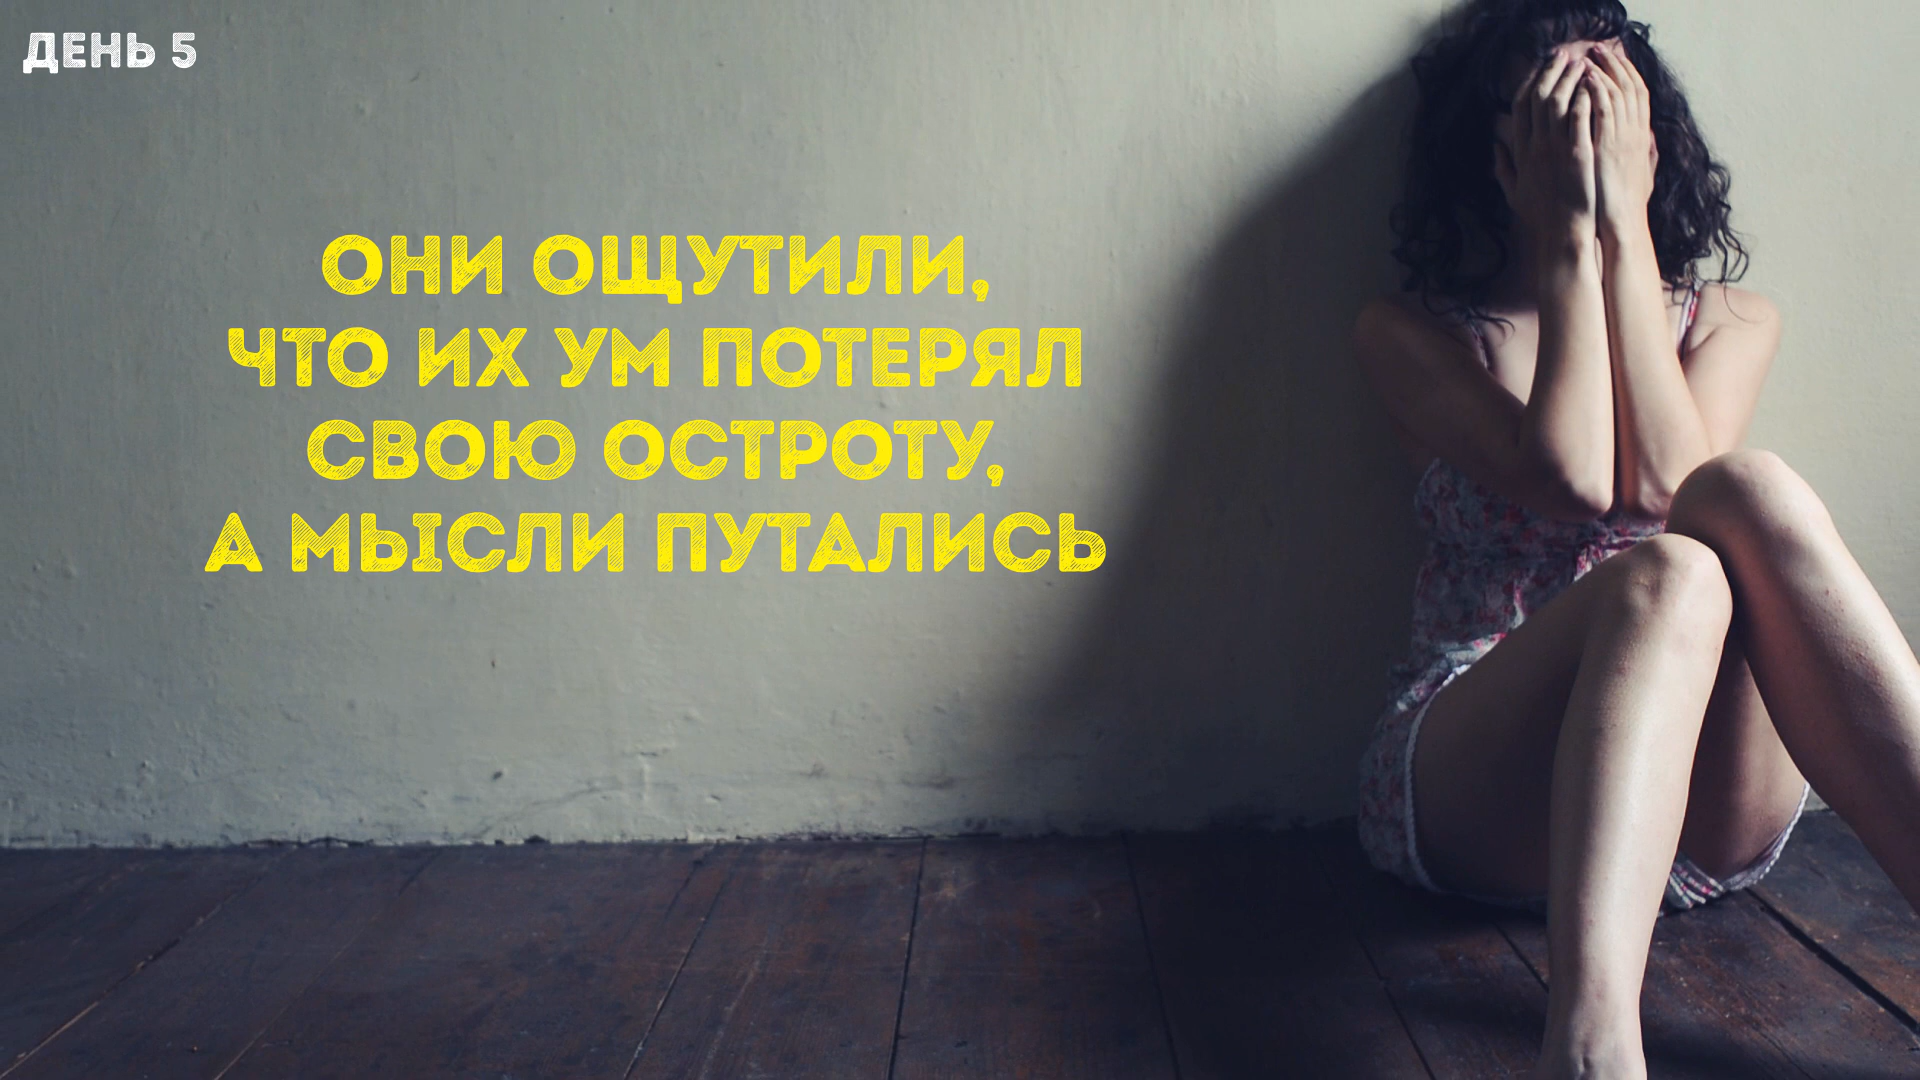 ДЕНЬ 5
ОНИ ОЩУТИЛИ,
ЧТО ИХ УМ ПОТЕРЯЛ
СВОЮ ОСТРОТУ,
А МЫСЛИ ПУТАЛИСЬ